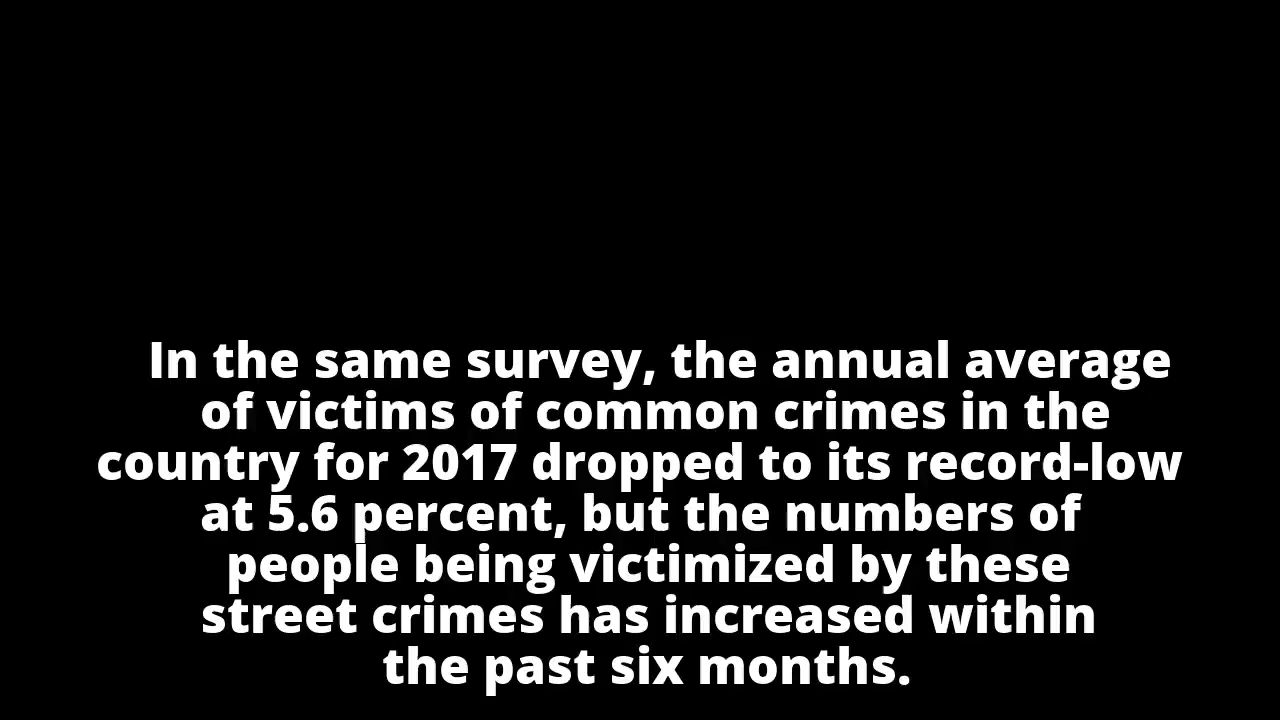 In the same survey, the annual average
of victims of common crimes in the
country for 2017 dropped to its record-low
at 5.6 percent, but the numbers of
people being victimized by these
street crimes has increased within
the past six months.